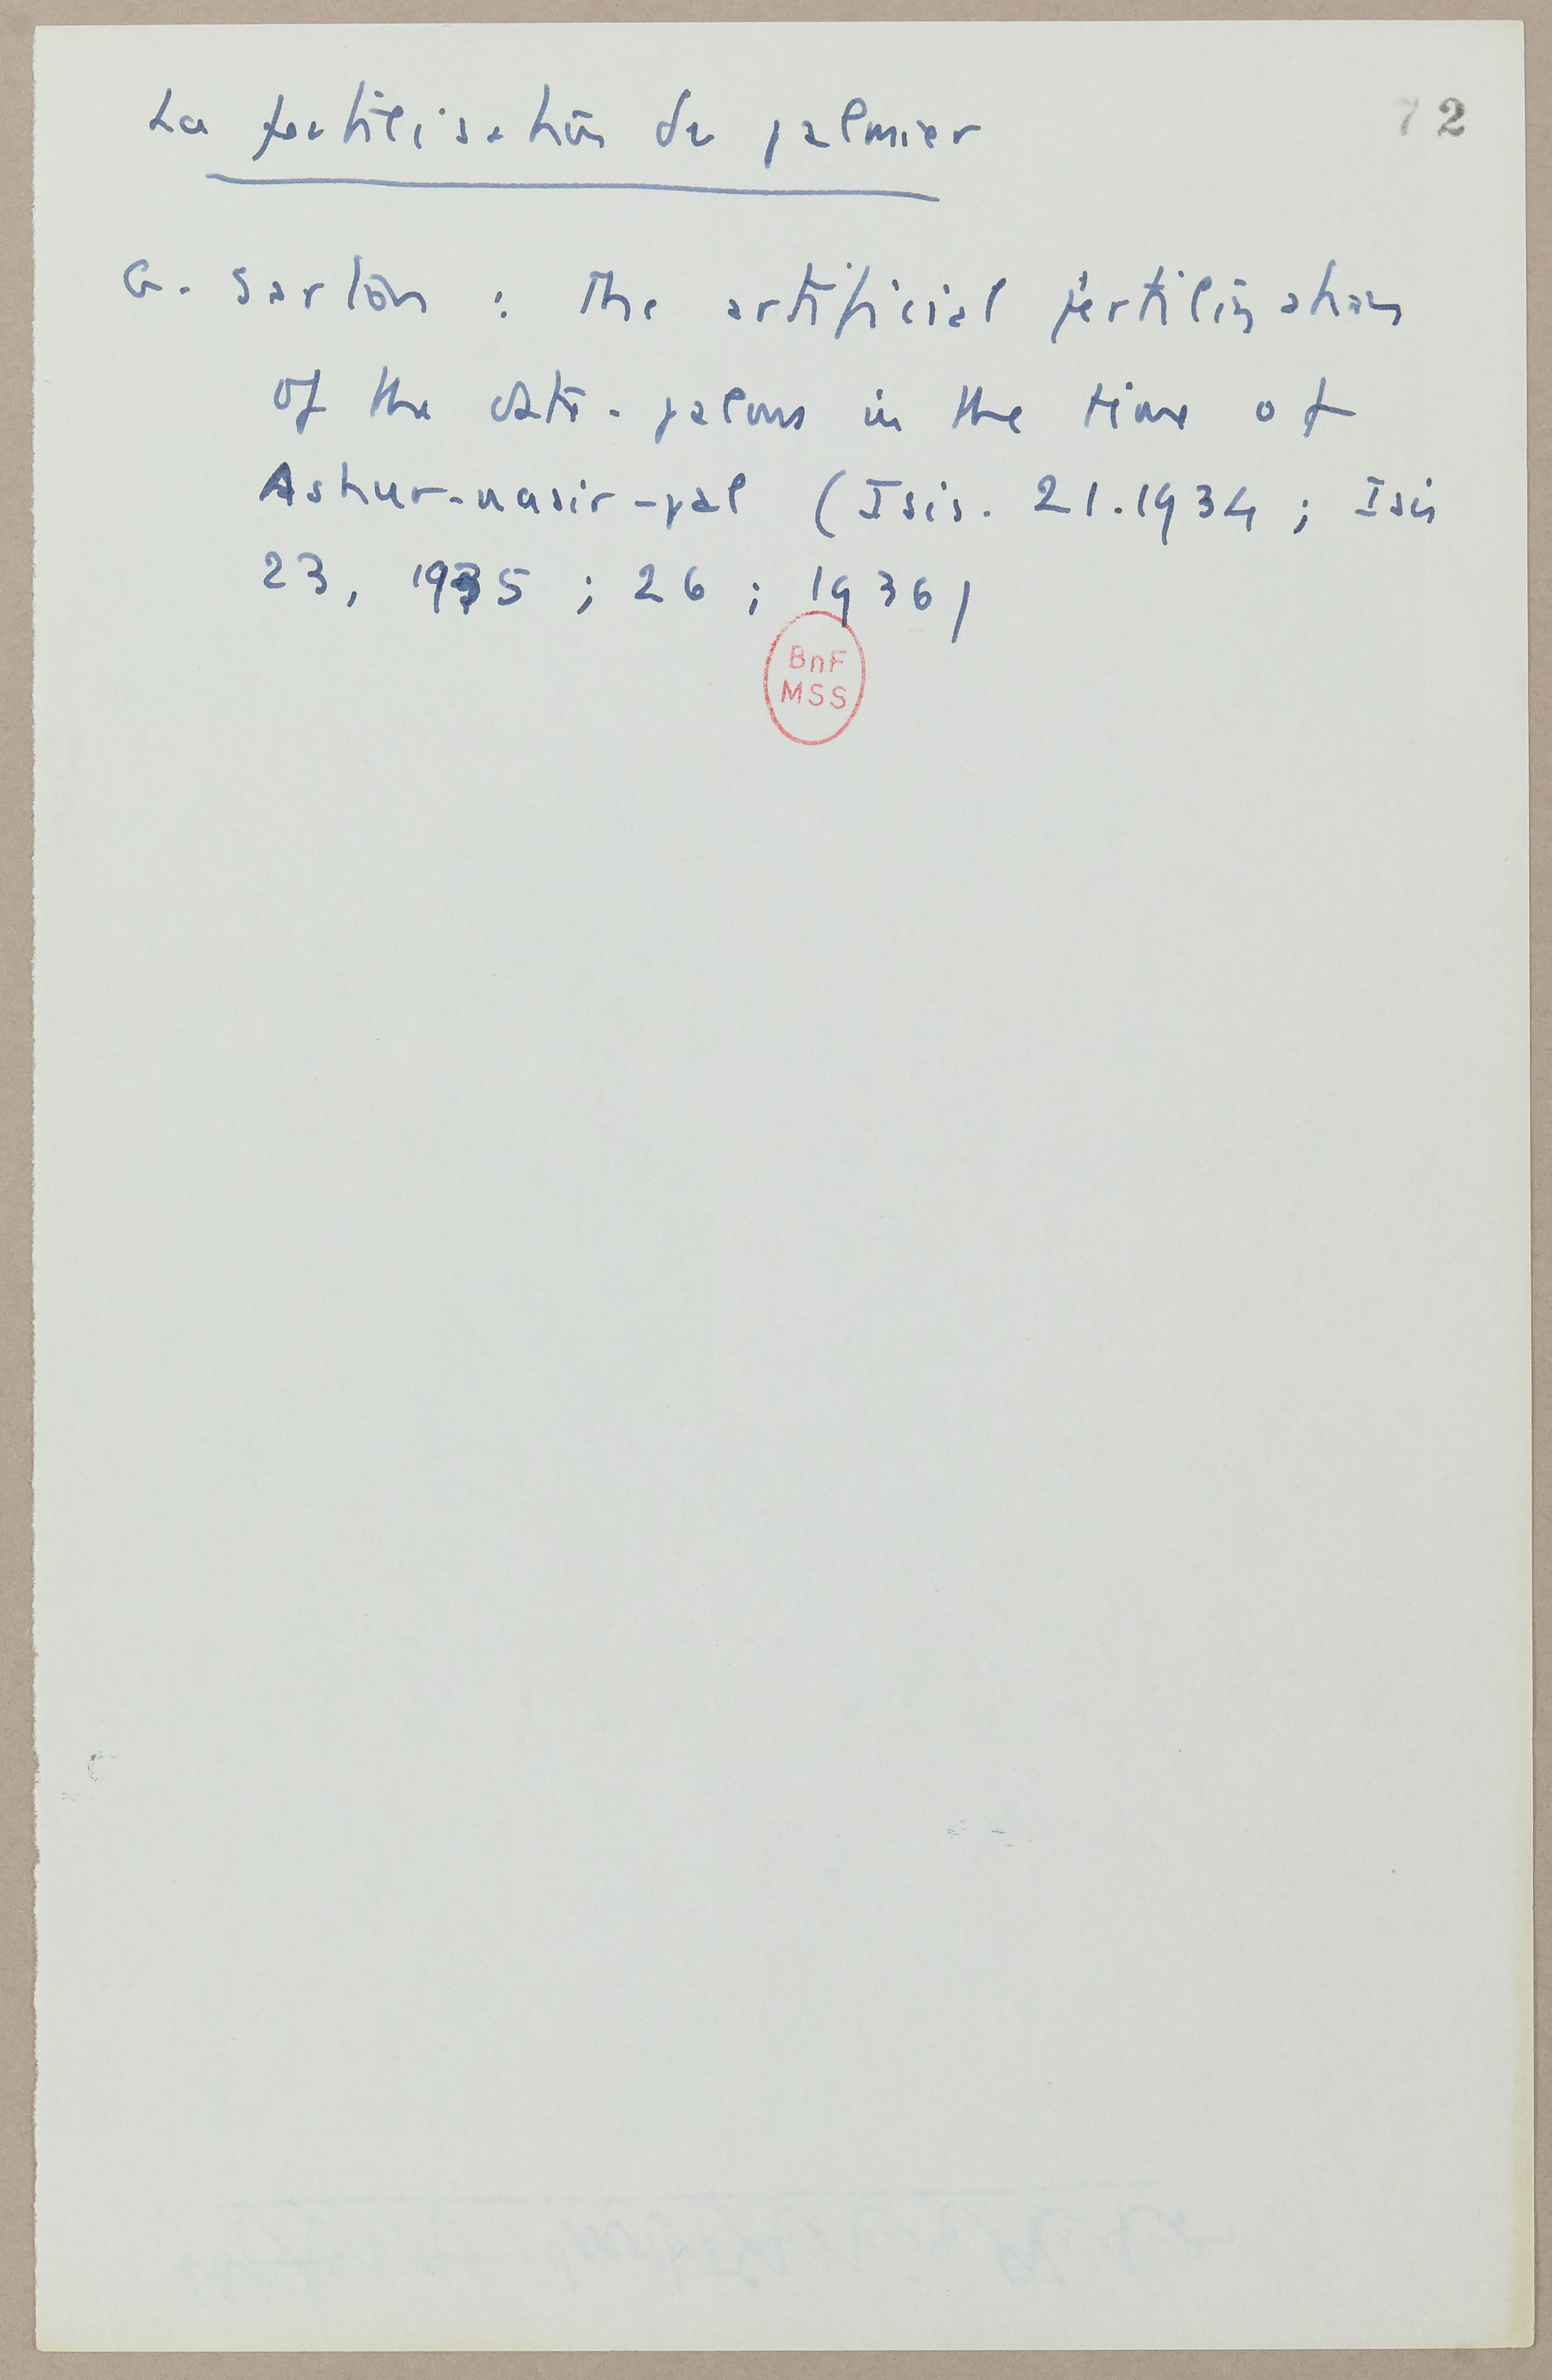 La fertilisation du palmier
72
G. Sarton : The artificial fertilisation
of the date-palms in the time of
Ashur-nasir-pal (Isis. 21.1934 ; Isis
23, 1935 ; 26 ; 1936)
BnF
MSS